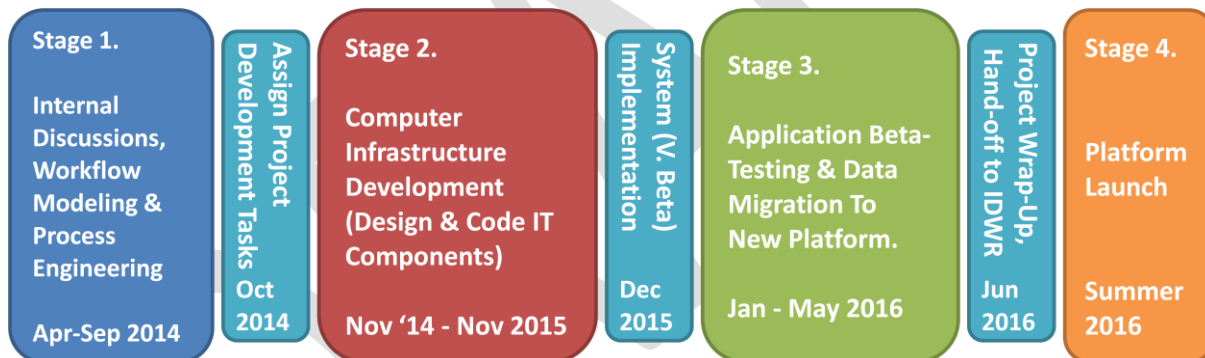 Stage 1.
Internal
Discussions,
Workflow
Modeling &
Process
Engineering
Apr-Sep 2014
Assign Project
Development Tasks
Oct
2014
Stage 2.
Computer
Infrastructure
Development
(Design & Code IT
Components)
Nov ‘14 - Nov 2015
System (V. Beta)
Implementation
Dec
2015
Stage 3.
Application Beta-
Testing & Data
Migration To
New Platform.
Jan - May 2016
Project Wrap-Up,
Hand-off to IDWR
Jun
2016
Stage 4.
Platform
Launch
Summer
2016